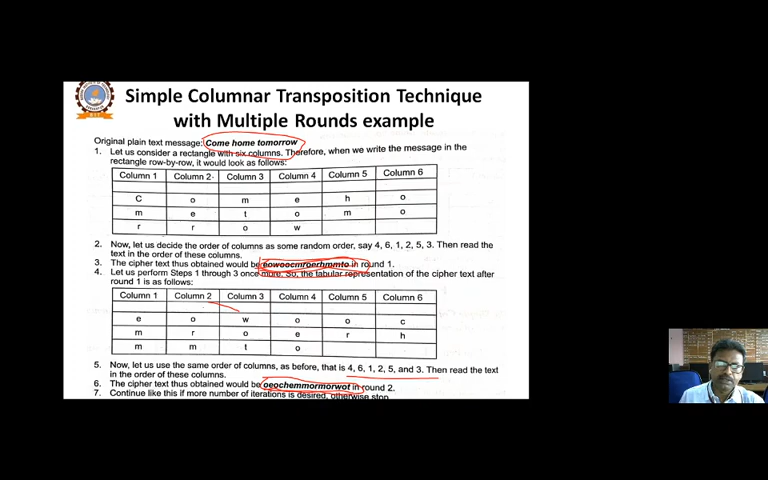 Simple Columnar Transposition Technique
with Multiple Rounds example
Original plain text message: Come home tomorrow
1. Let us consider a rectangle with six columns. Therefore, when we write the message in the
rectangle row-by-row, it would look as follows:
Column 1 Column 2 Column 3 Column 4 Column 5 Column 6
C o m e h o
m e t o m o
r r o w
2. Now, let us decide the order of columns as some random order, say 4, 6, 1, 2, 5, 3. Then read the
text in the order of these columns.
3. The cipher text thus obtained would be eowoocmroerhmmto in round 1.
4. Let us perform Steps 1 through 3 once more. So, the tabular representation of the cipher text after
round 1 is as follows:
Column 1 Column 2 Column 3 Column 4 Column 5 Column 6
e o w o o c
m r o e r h
m m t o
5. Now, let us use the same order of columns, as before, that is 4, 6, 1, 2, 5, and 3. Then read the text
in the order of these columns.
6. The cipher text thus obtained would be oeochemmormorwot in round 2.
7. Continue like this if more number of iterations is desired, otherwise stop.